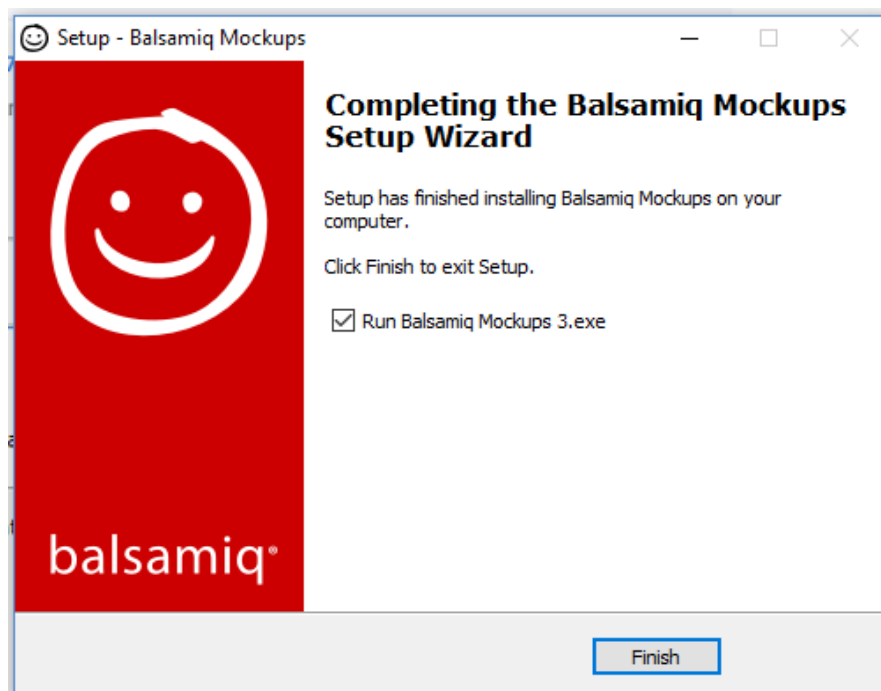 Setup - Balsamiq Mockups
Completing the Balsamiq Mockups
Setup Wizard
Setup has finished installing Balsamiq Mockups on your
computer.
Click Finish to exit Setup.
Run Balsamiq Mockups 3.exe
balsamiq®
Finish